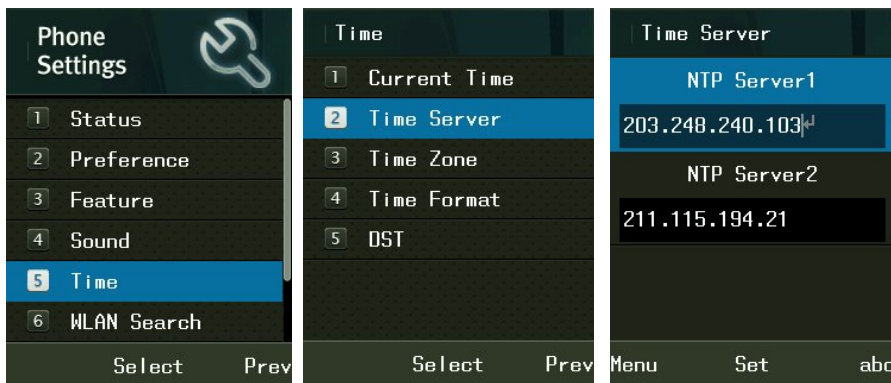 Phone
Settings
1 Status
2 Preference
3 Feature
4 Sound
5 Time
6 WLAN Search
Select Prev
Time
1 Current Time
2 Time Server
3 Time Zone
4 Time Format
5 DST
Select Prev
Time Server
NTP Server1
203.248.240.103
NTP Server2
211.115.194.21
Menu Set abc